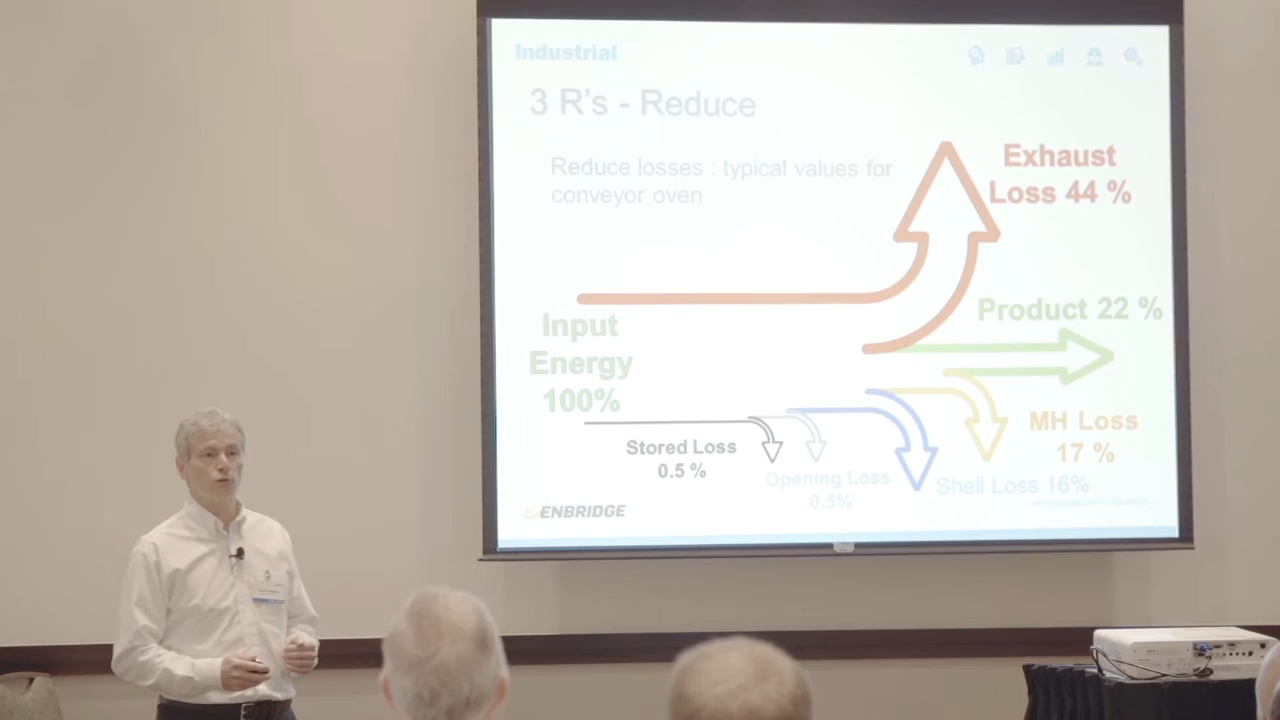 Industrial
3 R's - Reduce
Reduce losses : typical values for
conveyor oven
Exhaust
Loss 44 %
Product 22 %
Input
Energy
100%
MH Loss
17 %
Stored Loss
0.5 %
Opening Loss
0.5%
Shell Loss 16%
ENBRIDGE